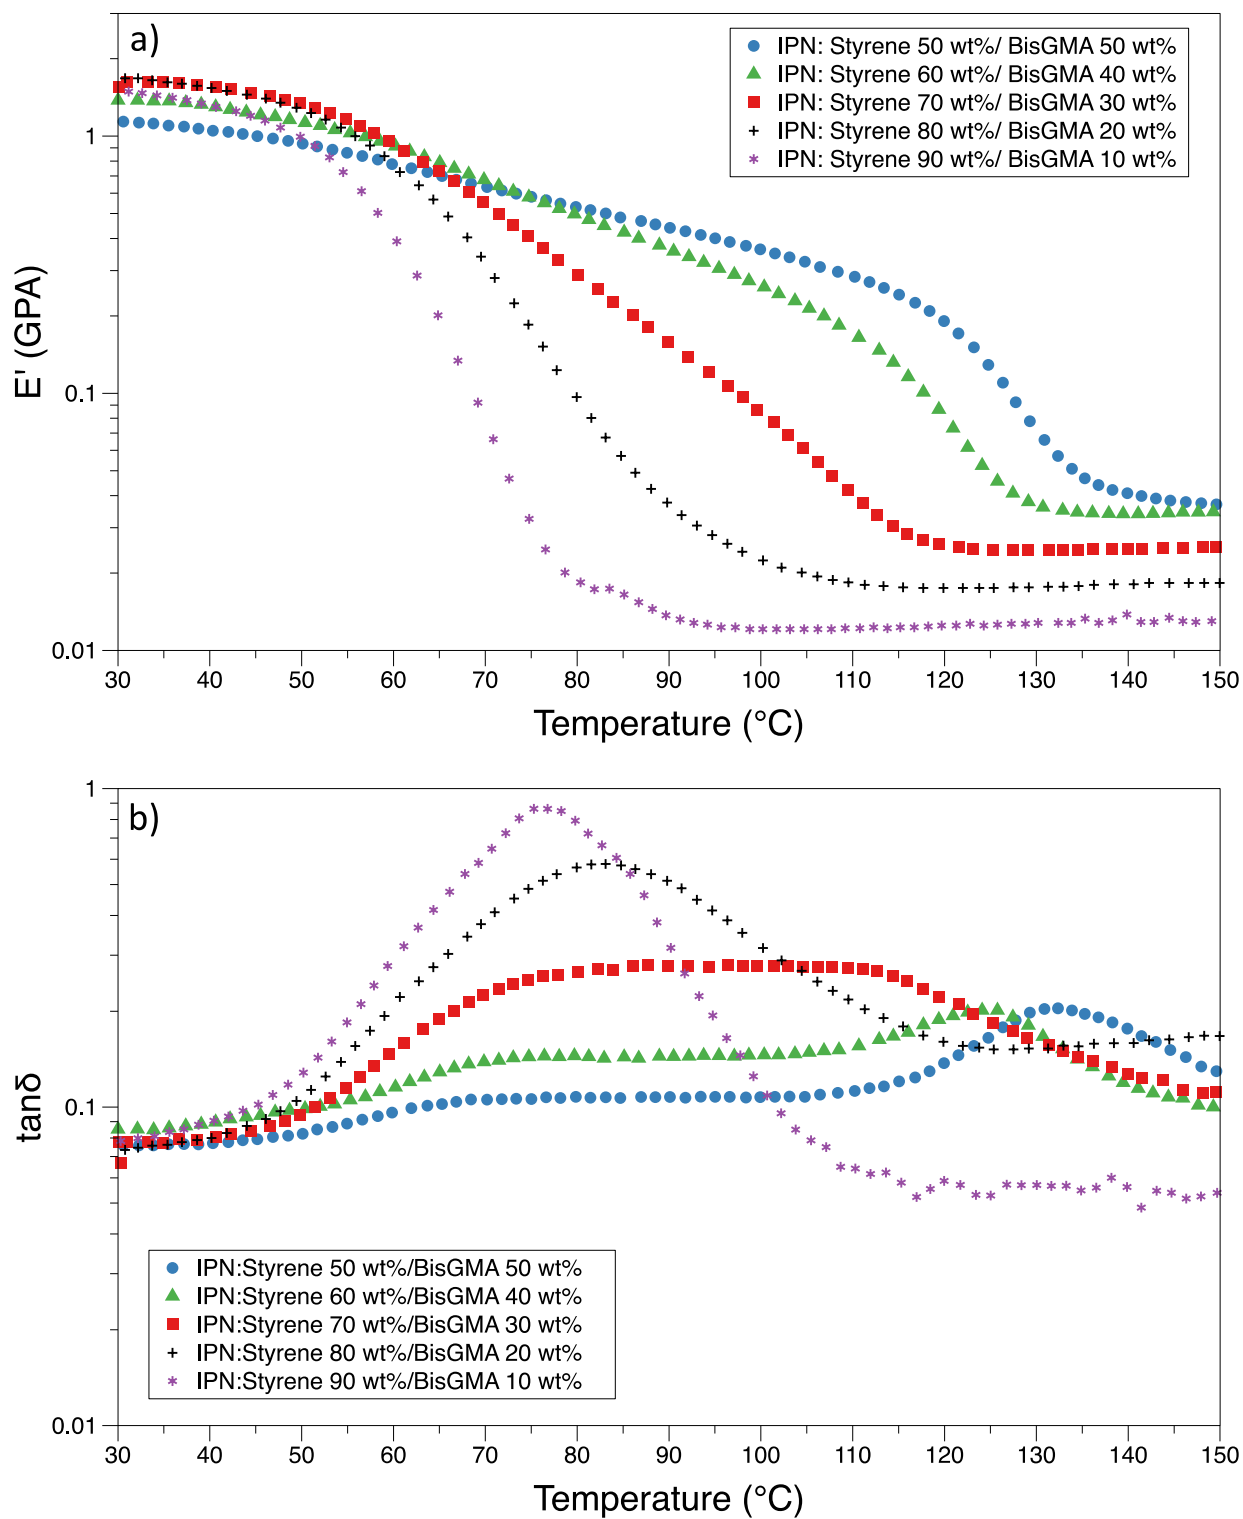 a)
IPN: Styrene 50 wt%/ BisGMA 50 wt%
IPN: Styrene 60 wt%/ BisGMA 40 wt%
IPN: Styrene 70 wt%/ BisGMA 30 wt%
IPN: Styrene 80 wt%/ BisGMA 20 wt%
IPN: Styrene 90 wt%/ BisGMA 10 wt%
1
0.1
0.01
E' (GPA)
30 40 50 60 70 80 90 100 110 120 130 140 150
Temperature (°C)
b)
1
0.1
0.01
tanδ
IPN:Styrene 50 wt%/BisGMA 50 wt%
IPN:Styrene 60 wt%/BisGMA 40 wt%
IPN:Styrene 70 wt%/BisGMA 30 wt%
IPN:Styrene 80 wt%/BisGMA 20 wt%
IPN:Styrene 90 wt%/BisGMA 10 wt%
30 40 50 60 70 80 90 100 110 120 130 140 150
Temperature (°C)